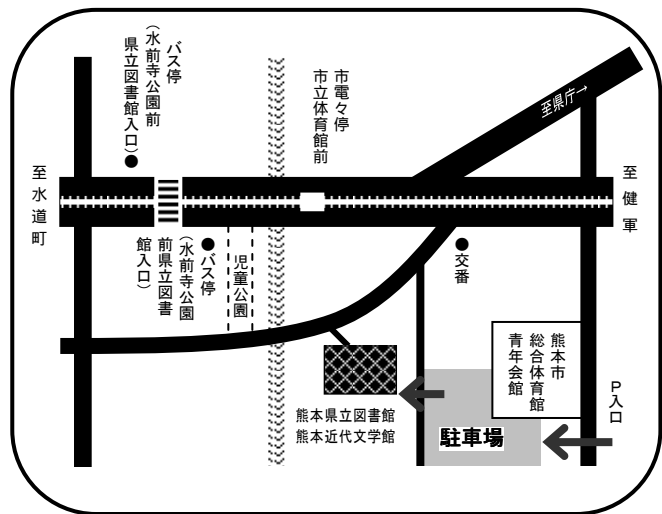 バス停
（水前寺公園前
県立図書館入口）●
市電々停
市立体育館前
至県庁→
至水道町
至健軍
●バス停
（水前寺公園
前県立図書
館入口）
児童公園
●交番
熊本市
総合体育館
青年会館
P入口
熊本県立図書館
熊本近代文学館
駐車場